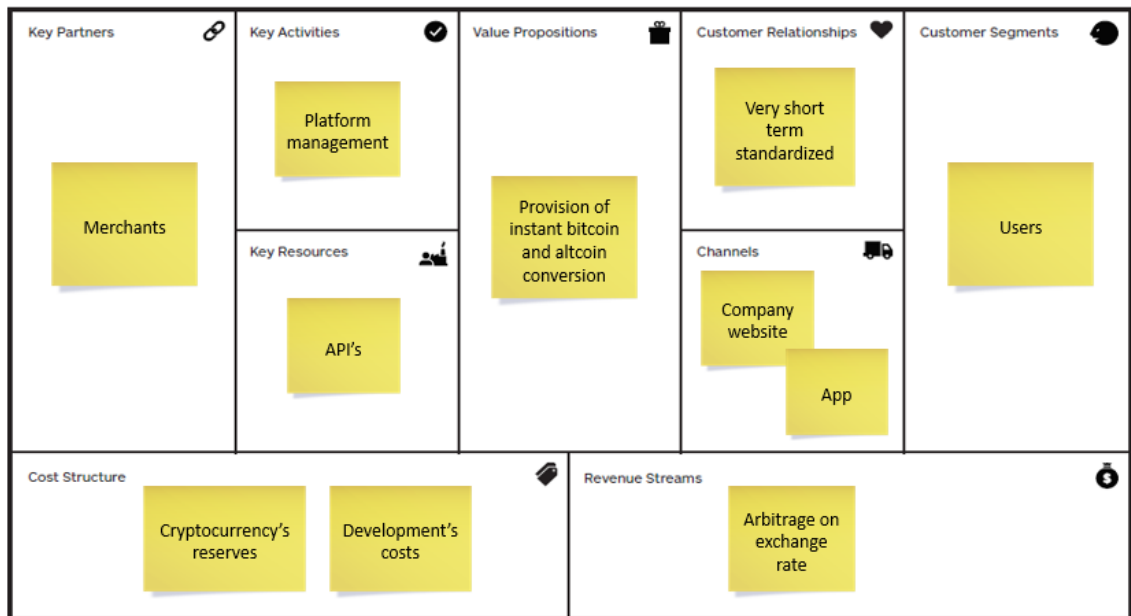 Key Partners
Merchants
Key Activities
Platform
management
Key Resources
API's
Value Propositions
Provision of
instant bitcoin
and altcoin
conversion
Customer Relationships
Very short
term
standardized
Channels
Company
website
App
Customer Segments
Users
Cost Structure
Cryptocurrency's
reserves
Development's
costs
Revenue Streams
$
Arbitrage on
exchange
rate